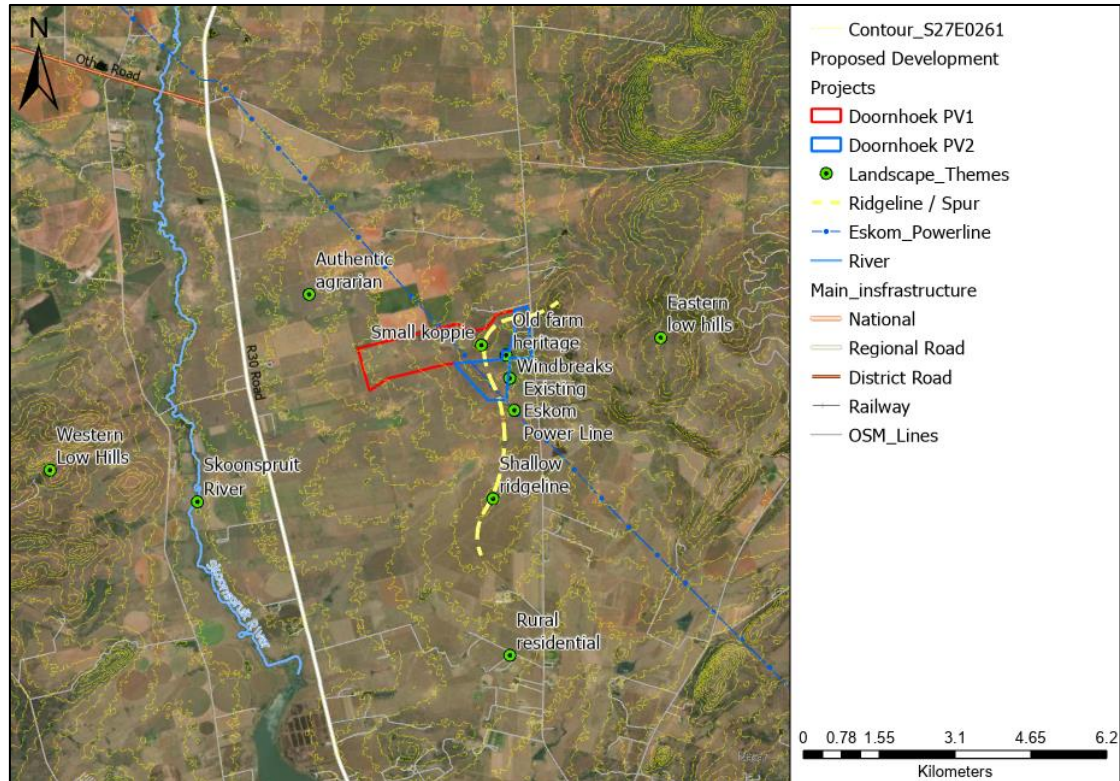 N
Other Road
R30 Road
Authentic
agrarian
Small koppie
Old farm
heritage
Windbreaks
Existing
Eskom
Power Line
Eastern
low hills
Western
Low Hills
Skoonspruit
River
Skoonspruit River
Shallow
ridgeline
Rural
residential
Contour_S27E0261
Proposed Development
Projects
Doornhoek PV1
Doornhoek PV2
Landscape_Themes
Ridgeline / Spur
Eskom_Powerline
River
Main_insfrastructure
National
Regional Road
District Road
Railway
OSM_Lines
0 0.78 1.55 3.1 4.65 6.2
Kilometers